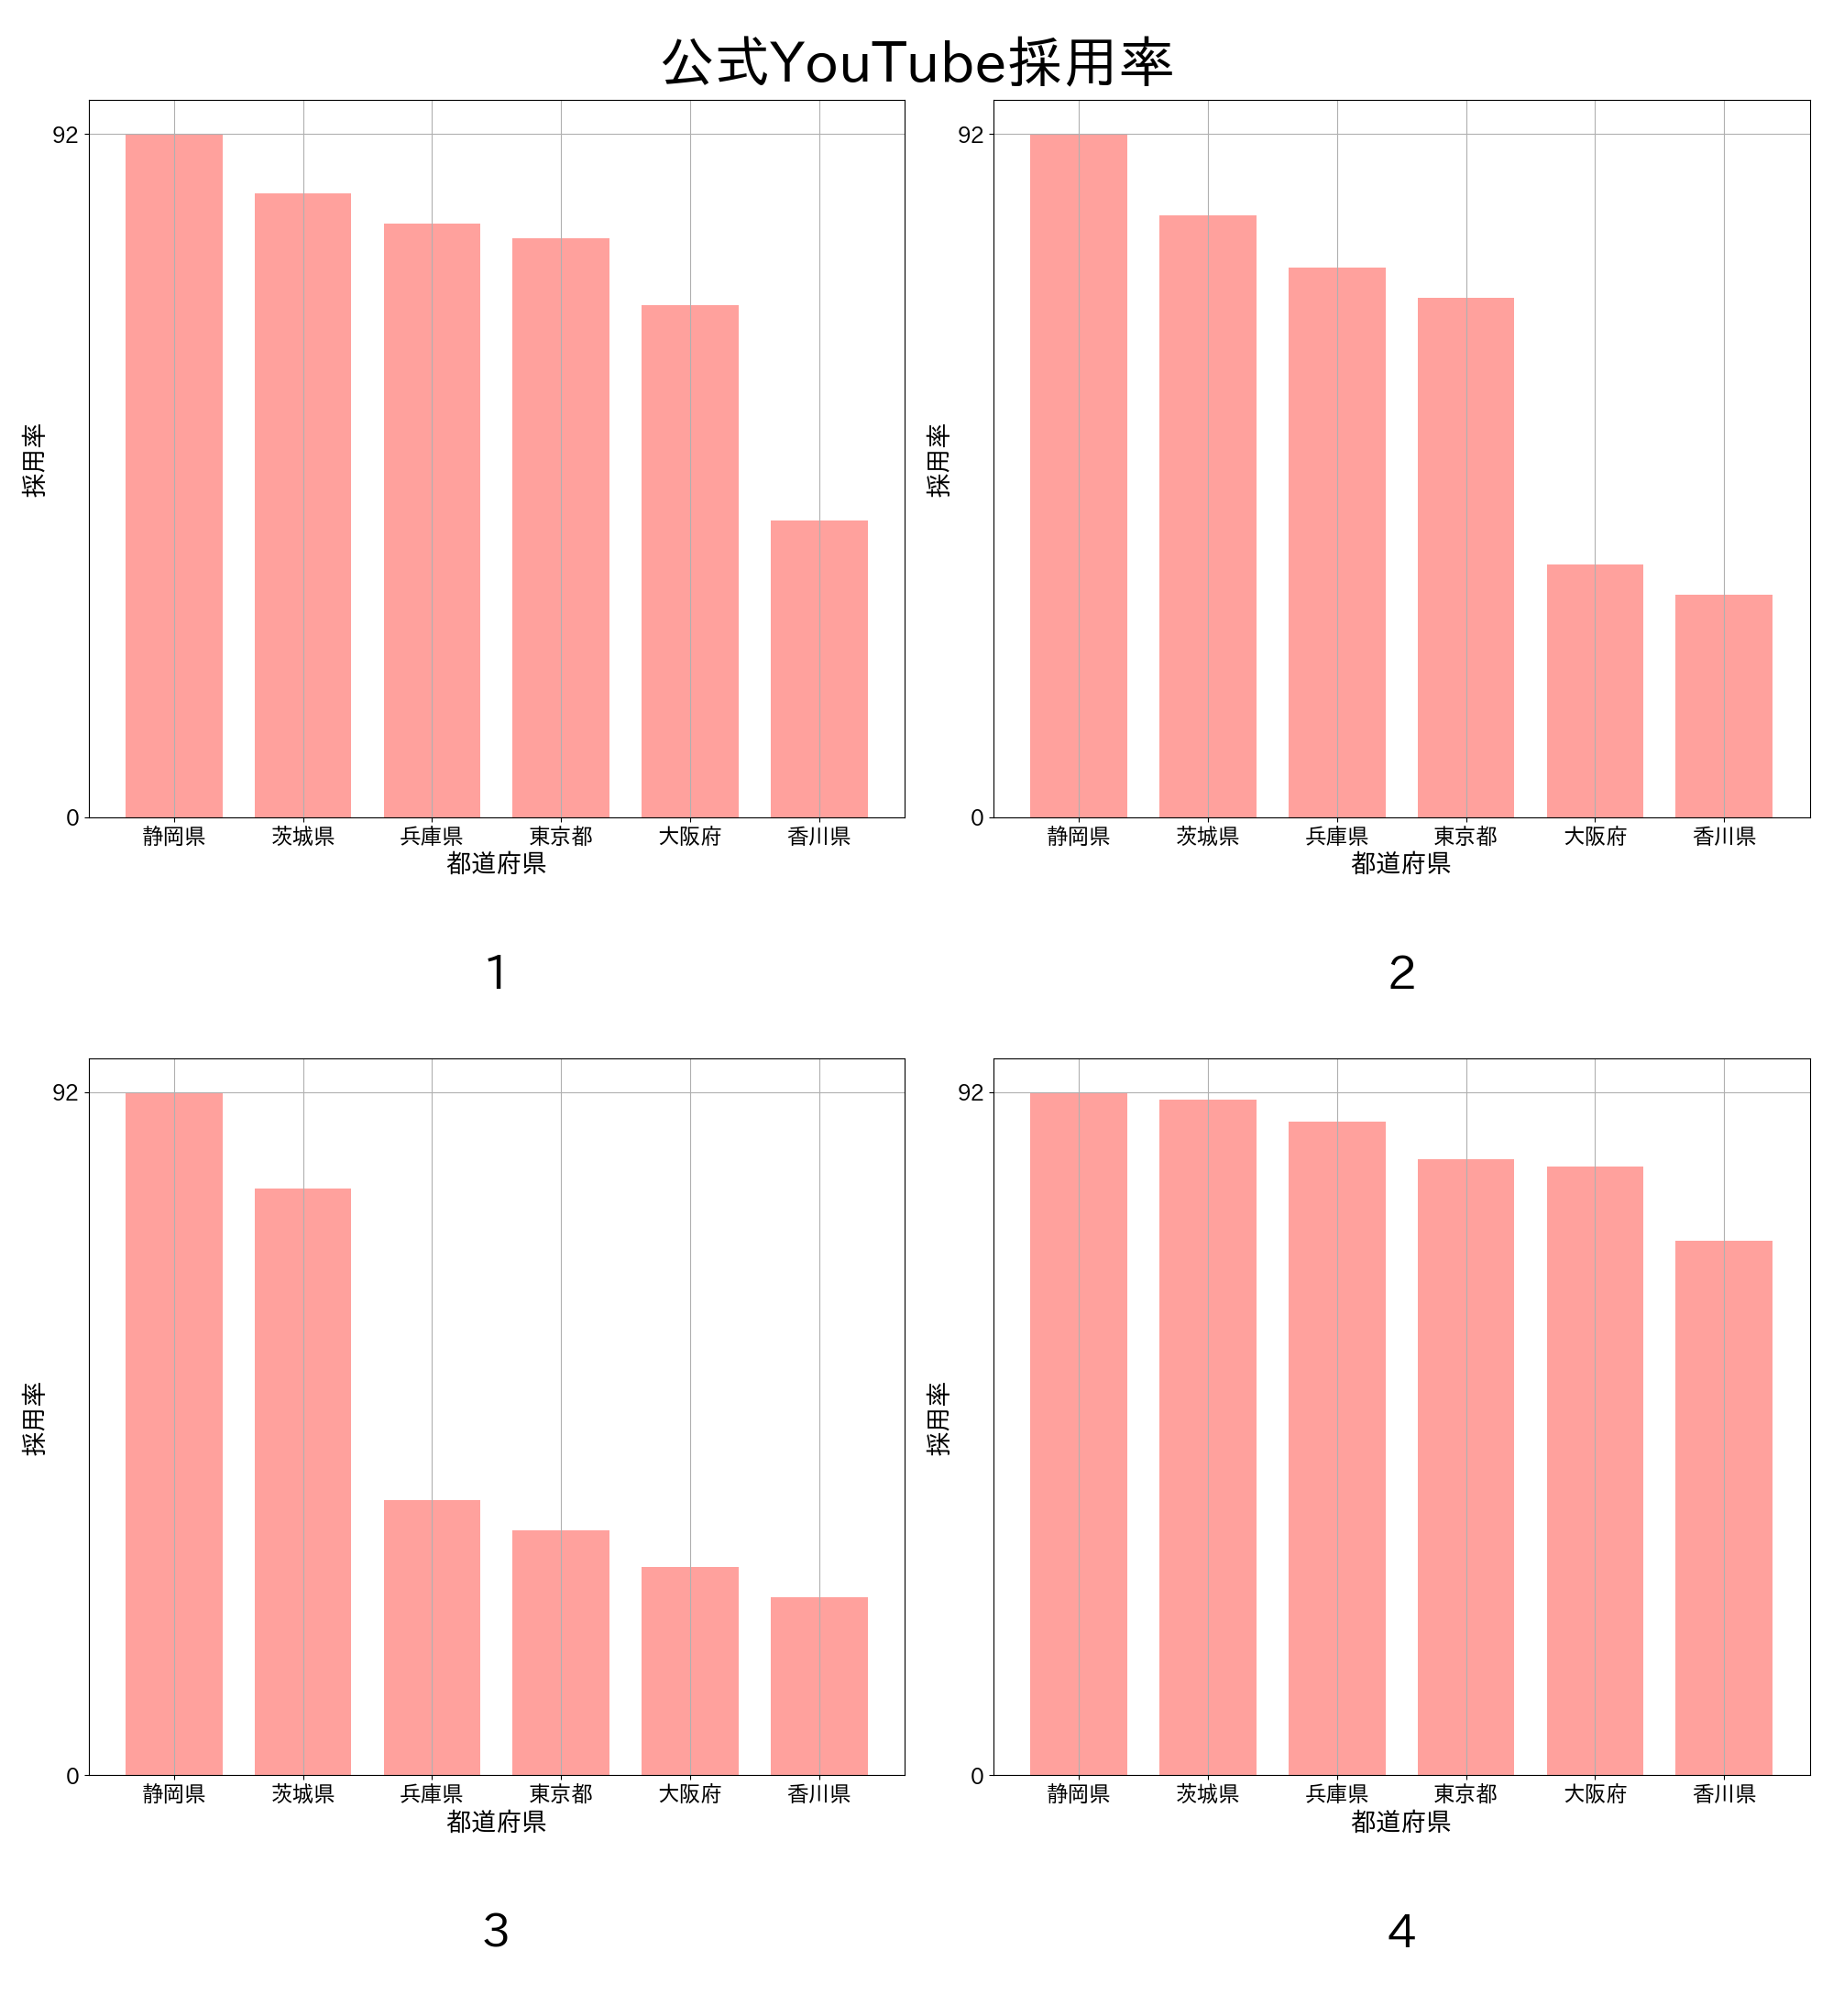 公式YouTube採用率
92
0
採用率
静岡県 茨城県 兵庫県 東京都 大阪府 香川県
都道府県
1
92
0
採用率
静岡県 茨城県 兵庫県 東京都 大阪府 香川県
都道府県
2
92
0
採用率
静岡県 茨城県 兵庫県 東京都 大阪府 香川県
都道府県
3
92
0
採用率
静岡県 茨城県 兵庫県 東京都 大阪府 香川県
都道府県
4